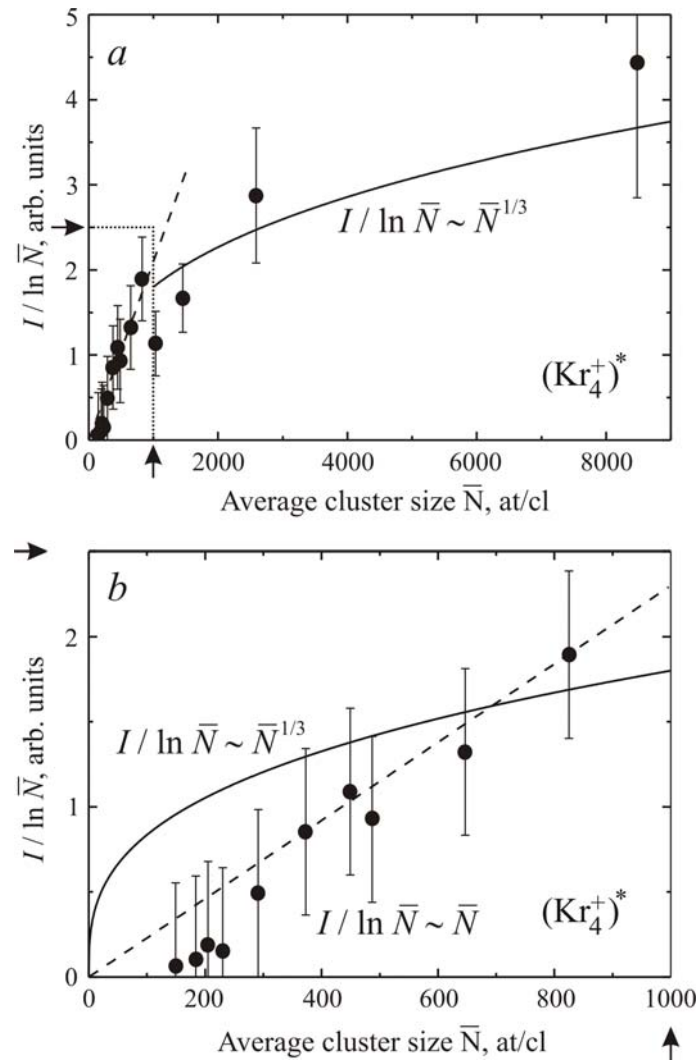 a
5
4
3
2
1
0
I / ln N̅, arb. units
I / ln N̅ ~ N̅^1/3
(Kr₄⁺)*
0 2000 4000 6000 8000
Average cluster size N̅, at/cl
b
2
1
0
I / ln N̅, arb. units
I / ln N̅ ~ N̅^1/3
I / ln N̅ ~ N̅
(Kr₄⁺)*
0 200 400 600 800 1000
Average cluster size N̅, at/cl